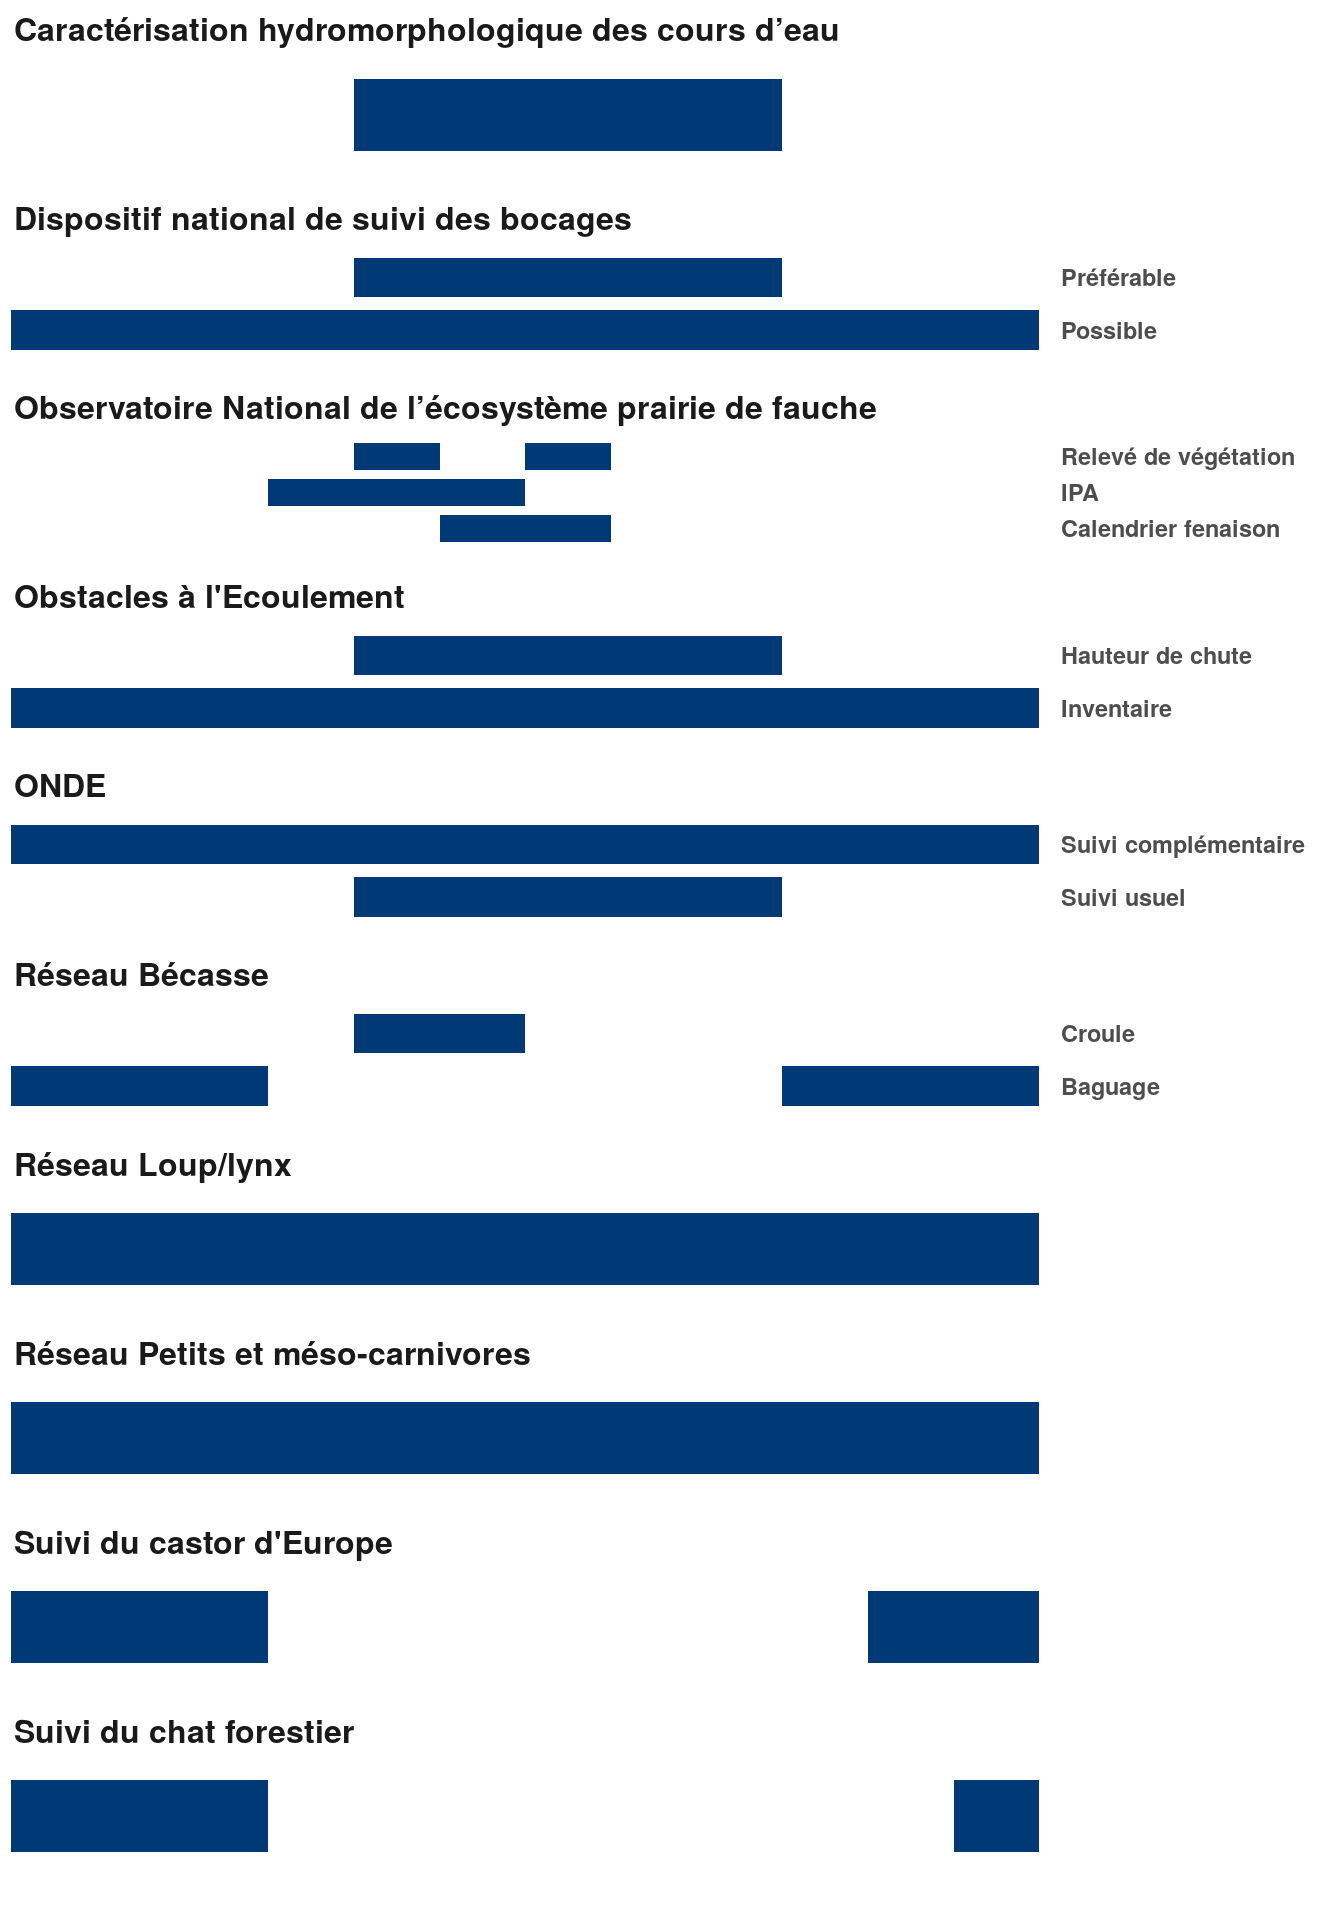 Caractérisation hydromorphologique des cours d’eau
Dispositif national de suivi des bocages
Préférable
Possible
Observatoire National de l’écosystème prairie de fauche
Relevé de végétation
IPA
Calendrier fenaison
Obstacles à l'Ecoulement
Hauteur de chute
Inventaire
ONDE
Suivi complémentaire
Suivi usuel
Réseau Bécasse
Croule
Baguage
Réseau Loup/lynx
Réseau Petits et méso-carnivores
Suivi du castor d'Europe
Suivi du chat forestier